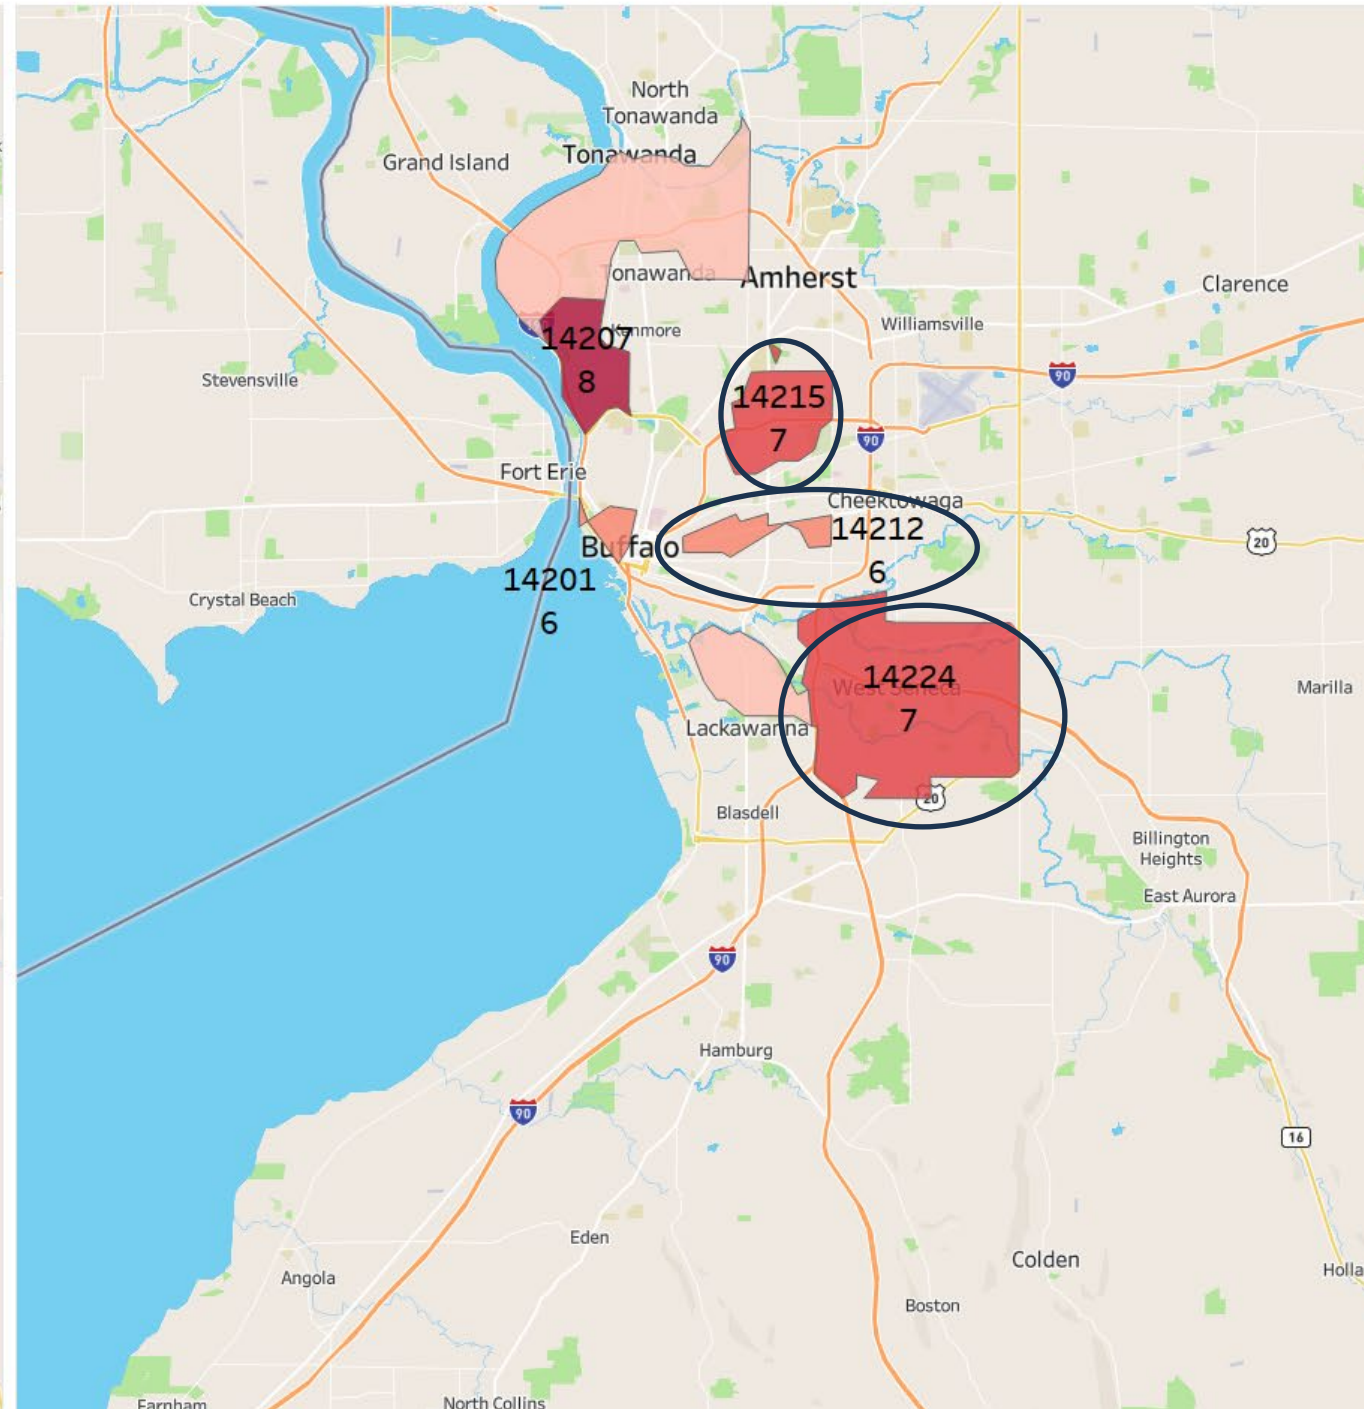 North
Tonawanda
Tonawanda
Grand Island
Tonawanda
Amherst
Clarence
14207
8
Kenmore
Williamsville
Stevensville
90
14215
7
90
Fort Erie
Cheektowaga
14212
6
20
Buffalo
14201
6
Crystal Beach
14224
7
West Seneca
Marilla
Lackawanna
20
Blasdell
Billington
Heights
East Aurora
90
Hamburg
90
16
Eden
Colden
Angola
Holla
Boston
Farnham
North Collins